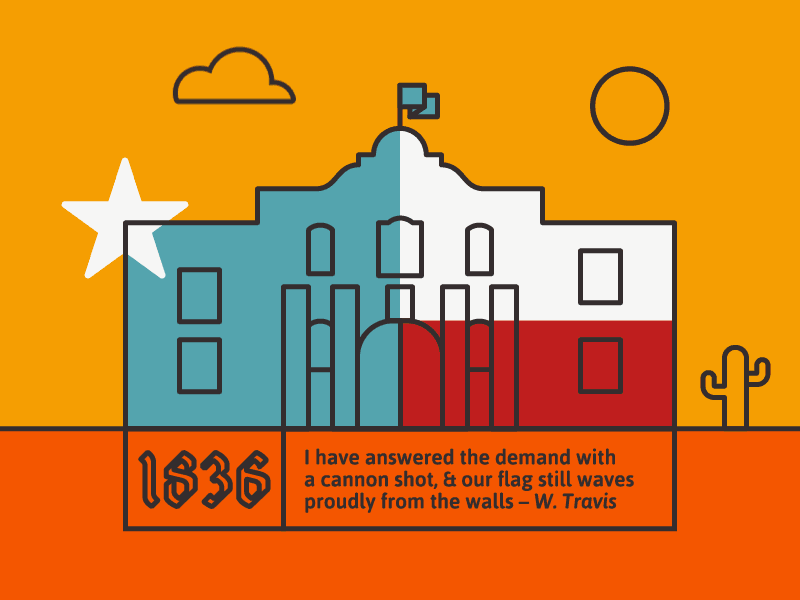 1836
I have answered the demand with
a cannon shot, & our flag still waves
proudly from the walls – W. Travis